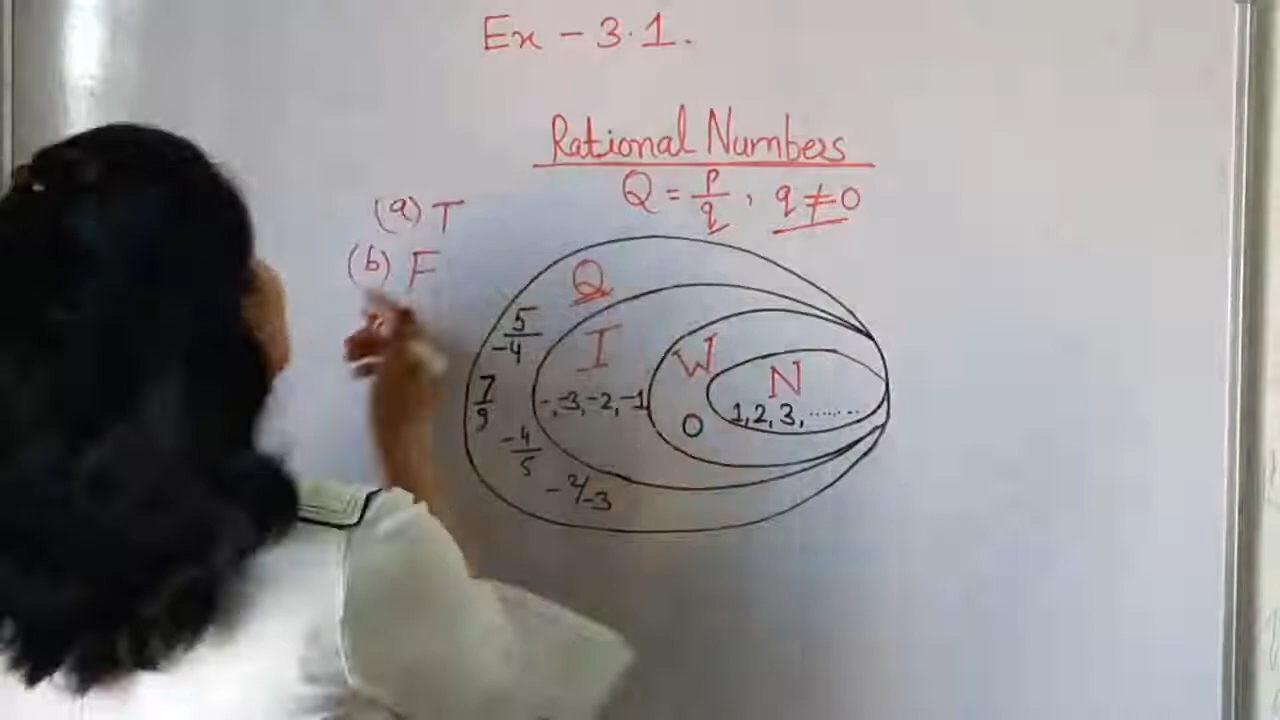 Ex - 3.1.
Rational Numbers
Q = p/q , q ≠ 0
(a) T
(b) F
Q
5/-4
I
W
N
7/9
-, -3, -2, -1
0
1, 2, 3, ........
-4/5
-2/-3